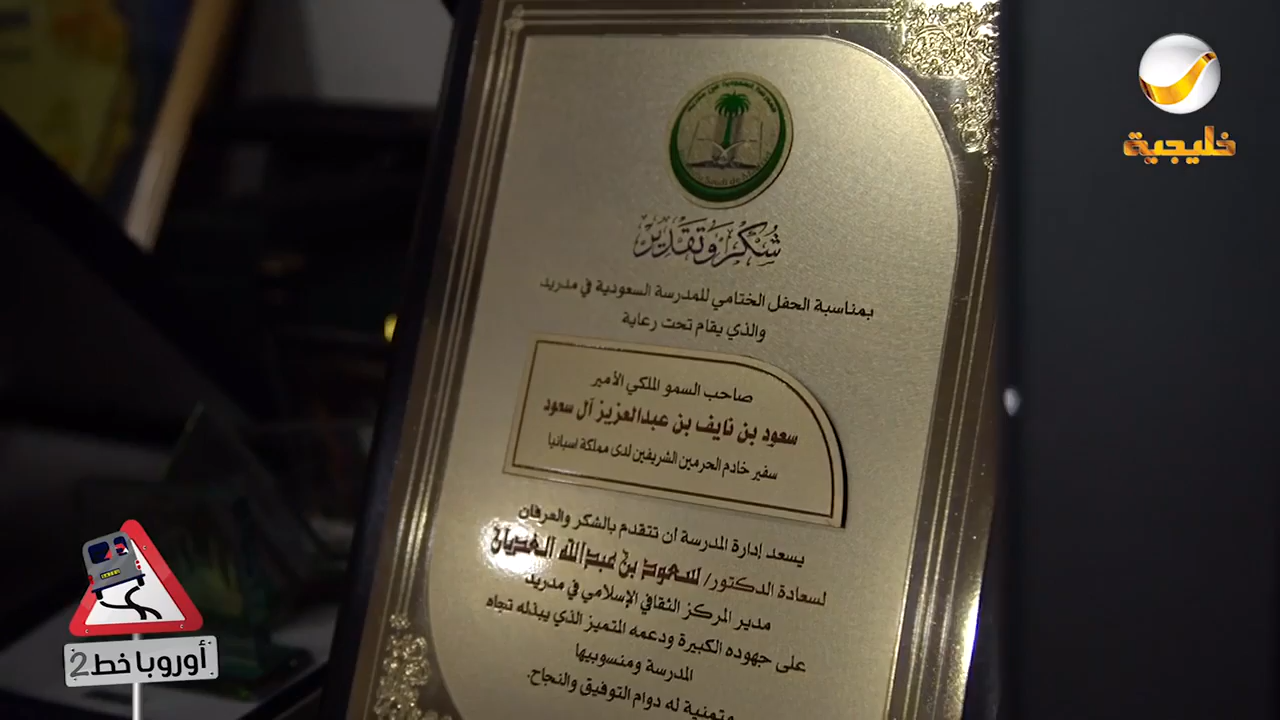 خليجية
شكر وتقدير
بمناسبة الحفل الختامي للمدرسة السعودية في مدريد
والذي يقام تحت رعاية
صاحب السمو الملكي الأمير
سعود بن نايف بن عبدالعزيز آل سعود
سفير خادم الحرمين الشريفين لدى مملكة اسبانيا
يسعد إدارة المدرسة ان تتقدم بالشكر والعرفان
لسعادة الدكتور/ سعود بن عبدالله الغديان
مدير المركز الثقافي الإسلامي في مدريد
على جهوده الكبيرة ودعمه المتميز الذي يبذله تجاه
المدرسة ومنسوبيها
وتمنية له دوام التوفيق والنجاح.
أوروبا خط 2